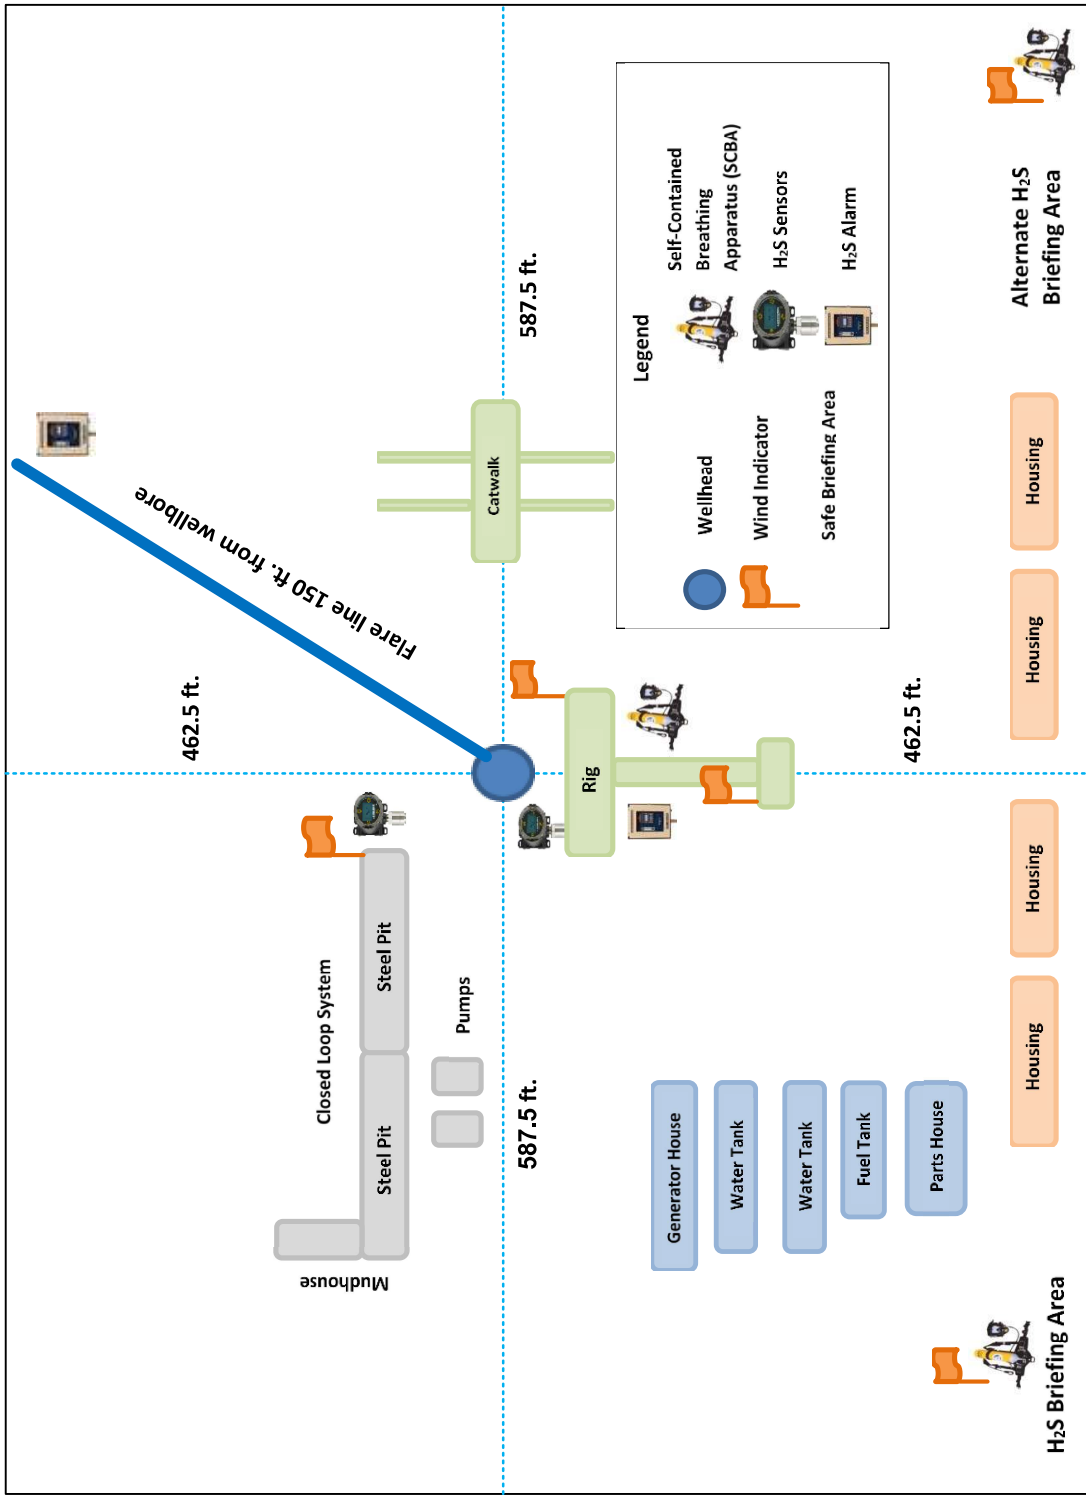 462.5 ft.
Flare line 150 ft. from wellbore
587.5 ft.
Catwalk
Closed Loop System
Mudhouse
Steel Pit
Steel Pit
Pumps
587.5 ft.
Rig
462.5 ft.
Legend
Wellhead
Wind Indicator
Safe Briefing Area
Self-Contained
Breathing
Apparatus (SCBA)
H₂S Sensors
H₂S Alarm
Generator House
Water Tank
Water Tank
Fuel Tank
Parts House
H₂S Briefing Area
Housing
Housing
Housing
Housing
Alternate H₂S
Briefing Area